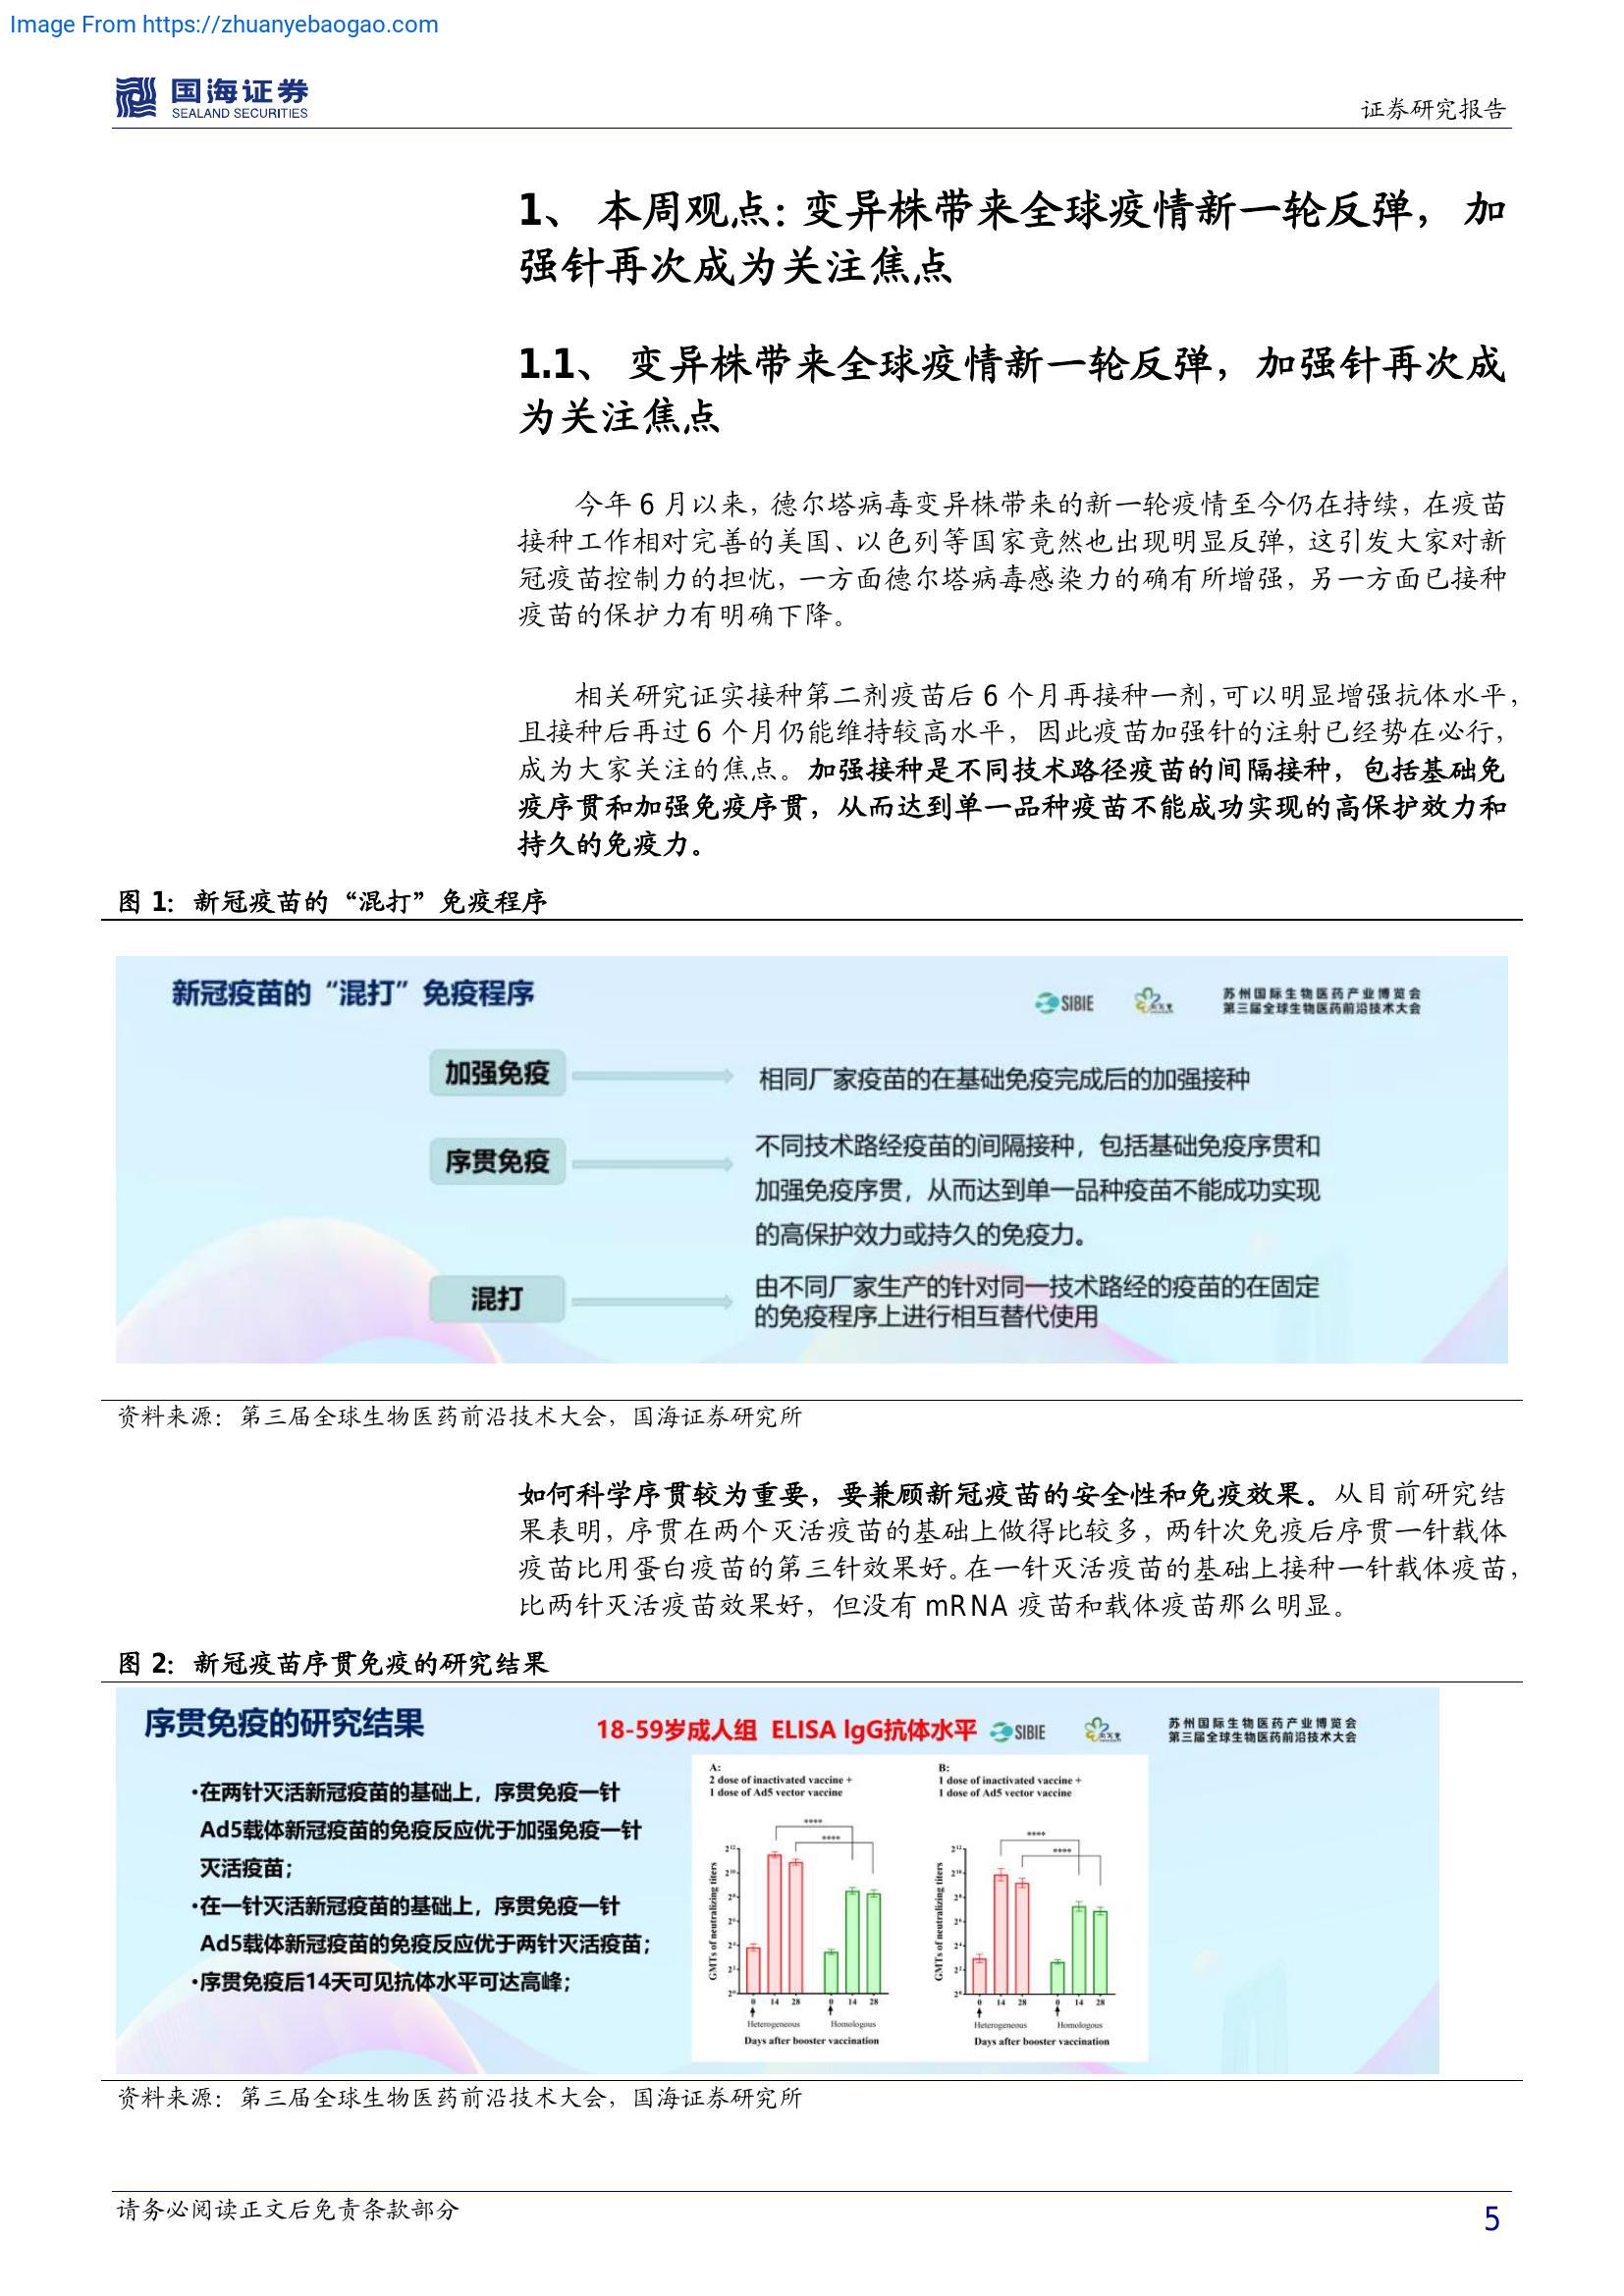 Image From https://zhuanyebaogao.com
国海证券
SEALAND SECURITIES
证券研究报告
1、 本周观点：变异株带来全球疫情新一轮反弹，加
强针再次成为关注焦点
1.1、 变异株带来全球疫情新一轮反弹，加强针再次成
为关注焦点
今年 6 月以来，德尔塔病毒变异株带来的新一轮疫情至今仍在持续，在疫苗
接种工作相对完善的美国、以色列等国家竟然也出现明显反弹，这引发大家对新
冠疫苗控制力的担忧，一方面德尔塔病毒感染力的确有所增强，另一方面已接种
疫苗的保护力有明确下降。
相关研究证实接种第二剂疫苗后 6 个月再接种一剂，可以明显增强抗体水平，
且接种后再过 6 个月仍能维持较高水平，因此疫苗加强针的注射已经势在必行，
成为大家关注的焦点。加强接种是不同技术路径疫苗的间隔接种，包括基础免
疫序贯和加强免疫序贯，从而达到单一品种疫苗不能成功实现的高保护效力和
持久的免疫力。
图 1：新冠疫苗的“混打”免疫程序
新冠疫苗的“混打”免疫程序
SIBIE
苏州国际生物医药产业博览会
第三届全球生物医药前沿技术大会
加强免疫
相同厂家疫苗的在基础免疫完成后的加强接种
序贯免疫
不同技术路经疫苗的间隔接种，包括基础免疫序贯和
加强免疫序贯，从而达到单一品种疫苗不能成功实现
的高保护效力或持久的免疫力。
混打
由不同厂家生产的针对同一技术路经的疫苗的在固定
的免疫程序上进行相互替代使用
资料来源：第三届全球生物医药前沿技术大会，国海证券研究所
如何科学序贯较为重要，要兼顾新冠疫苗的安全性和免疫效果。从目前研究结
果表明，序贯在两个灭活疫苗的基础上做得比较多，两针次免疫后序贯一针载体
疫苗比用蛋白疫苗的第三针效果好。在一针灭活疫苗的基础上接种一针载体疫苗，
比两针灭活疫苗效果好，但没有 mRNA 疫苗和载体疫苗那么明显。
图 2：新冠疫苗序贯免疫的研究结果
序贯免疫的研究结果
18-59岁成人组 ELISA IgG抗体水平
SIBIE
苏州国际生物医药产业博览会
第三届全球生物医药前沿技术大会
•在两针灭活新冠疫苗的基础上，序贯免疫一针
Ad5载体新冠疫苗的免疫反应优于加强免疫一针
灭活疫苗；
•在一针灭活新冠疫苗的基础上，序贯免疫一针
Ad5载体新冠疫苗的免疫反应优于两针灭活疫苗；
•序贯免疫后14天可见抗体水平可达高峰；
A:
2 dose of inactivated vaccine +
1 dose of Ad5 vector vaccine
****
****
GMTs of neutralizing titers
2¹²
2¹⁰
2⁸
2⁶
2⁴
2²
2⁰
0 14 28 0 14 28
Heterogeneous Homologous
Days after booster vaccination
B:
1 dose of inactivated vaccine +
1 dose of Ad5 vector vaccine
****
****
GMTs of neutralizing titers
2¹²
2¹⁰
2⁸
2⁶
2⁴
2²
2⁰
0 14 28 0 14 28
Heterogeneous Homologous
Days after booster vaccination
资料来源：第三届全球生物医药前沿技术大会，国海证券研究所
请务必阅读正文后免责条款部分
5